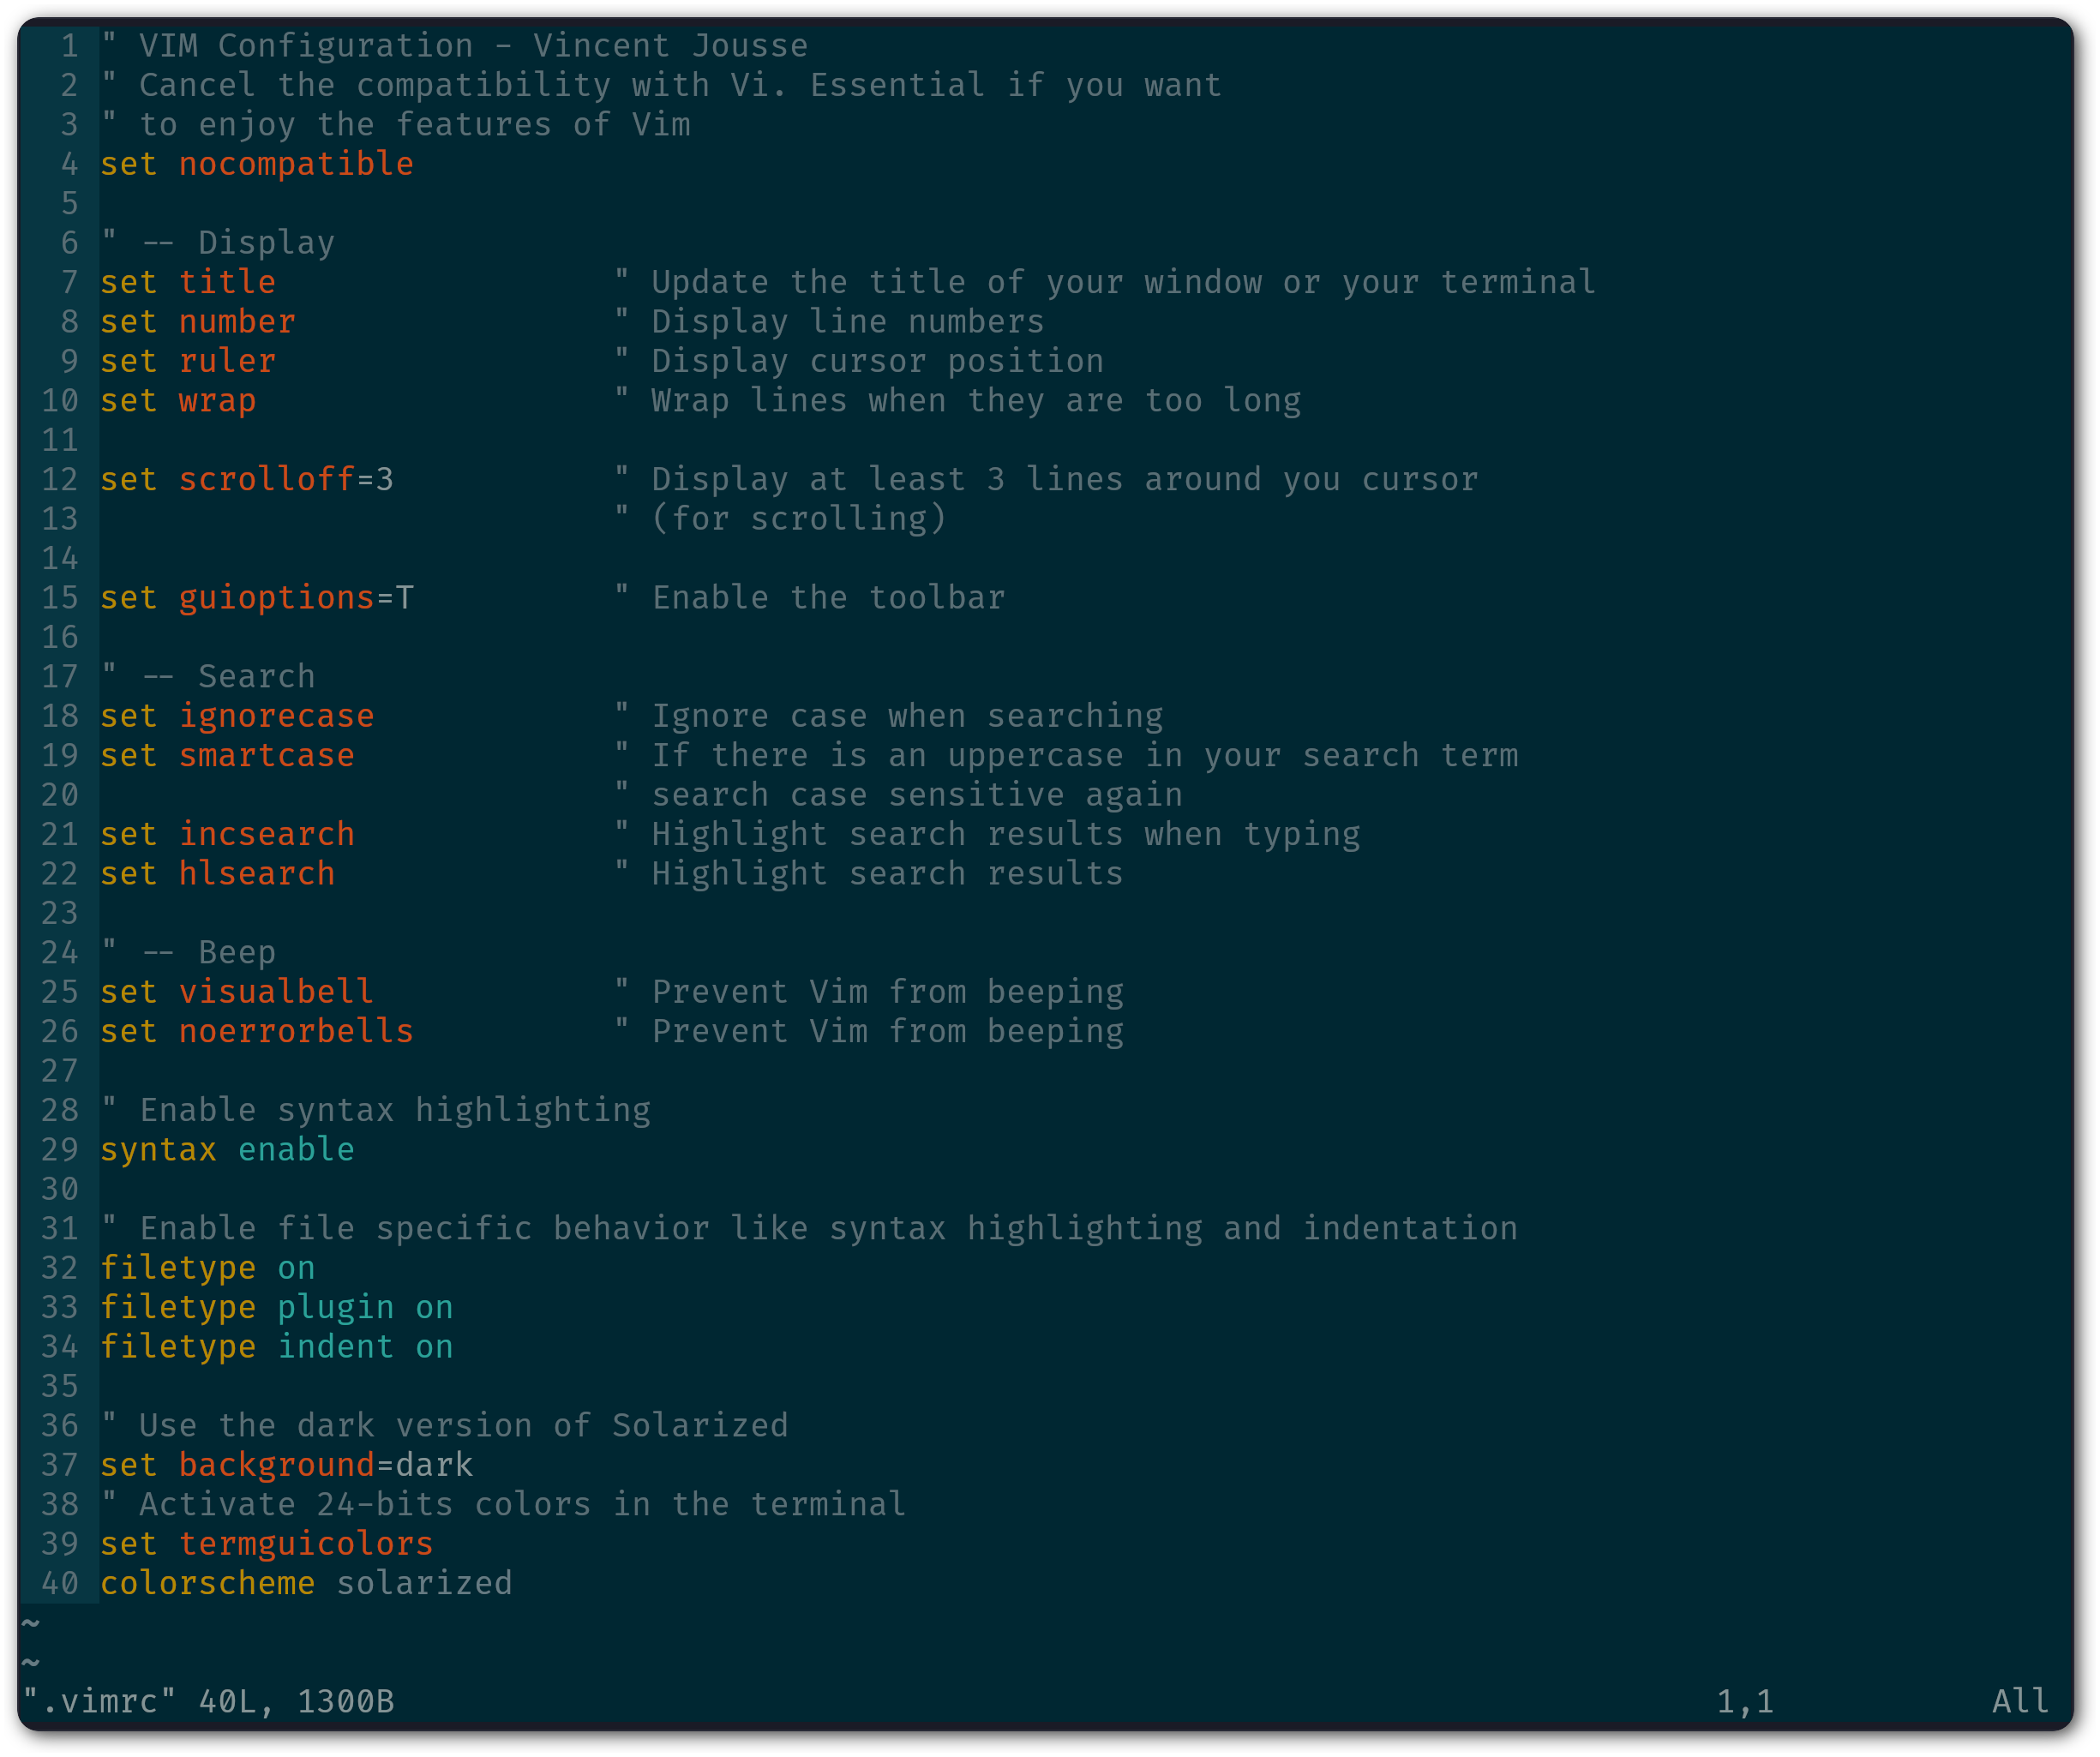 1 " VIM Configuration - Vincent Jousse
2 " Cancel the compatibility with Vi. Essential if you want
3 " to enjoy the features of Vim
4 set nocompatible
5
6 " -- Display
7 set title                 " Update the title of your window or your terminal
8 set number                " Display line numbers
9 set ruler                 " Display cursor position
10 set wrap                  " Wrap lines when they are too long
11
12 set scrolloff=3           " Display at least 3 lines around you cursor
13                           " (for scrolling)
14
15 set guioptions=T          " Enable the toolbar
16
17 " -- Search
18 set ignorecase            " Ignore case when searching
19 set smartcase             " If there is an uppercase in your search term
20                           " search case sensitive again
21 set incsearch             " Highlight search results when typing
22 set hlsearch              " Highlight search results
23
24 " -- Beep
25 set visualbell            " Prevent Vim from beeping
26 set noerrorbells          " Prevent Vim from beeping
27
28 " Enable syntax highlighting
29 syntax enable
30
31 " Enable file specific behavior like syntax highlighting and indentation
32 filetype on
33 filetype plugin on
34 filetype indent on
35
36 " Use the dark version of Solarized
37 set background=dark
38 " Activate 24-bits colors in the terminal
39 set termguicolors
40 colorscheme solarized
~
~
".vimrc" 40L, 1300B                                                                1,1           All